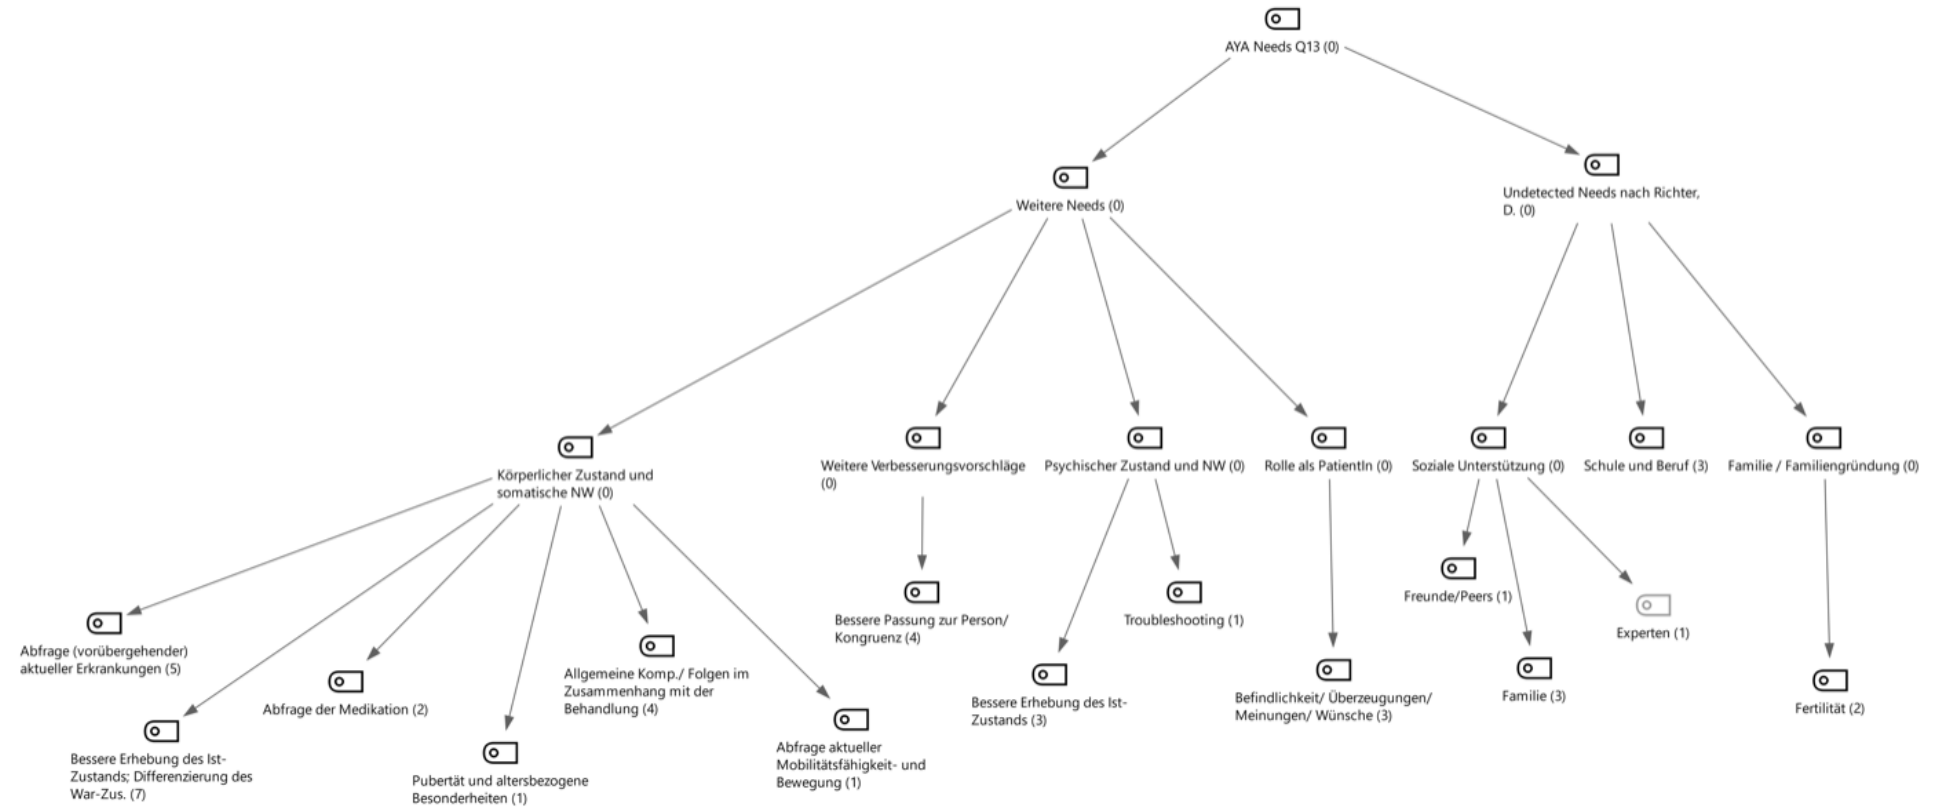 AYA Needs Q13 (0)
Weitere Needs (0)
Undetected Needs nach Richter,
D. (0)
Körperlicher Zustand und
somatische NW (0)
Weitere Verbesserungsvorschläge
(0)
Psychischer Zustand und NW (0)
Rolle als PatientIn (0)
Soziale Unterstützung (0)
Schule und Beruf (3)
Familie / Familiengründung (0)
Abfrage (vorübergehender)
aktueller Erkrankungen (5)
Bessere Erhebung des Ist-
Zustands; Differenzierung des
War-Zus. (7)
Abfrage der Medikation (2)
Pubertät und altersbezogene
Besonderheiten (1)
Allgemeine Komp./ Folgen im
Zusammenhang mit der
Behandlung (4)
Abfrage aktueller
Mobilitätsfähigkeit- und
Bewegung (1)
Bessere Passung zur Person/
Kongruenz (4)
Bessere Erhebung des Ist-
Zustands (3)
Troubleshooting (1)
Befindlichkeit/ Überzeugungen/
Meinungen/ Wünsche (3)
Freunde/Peers (1)
Familie (3)
Experten (1)
Fertilität (2)